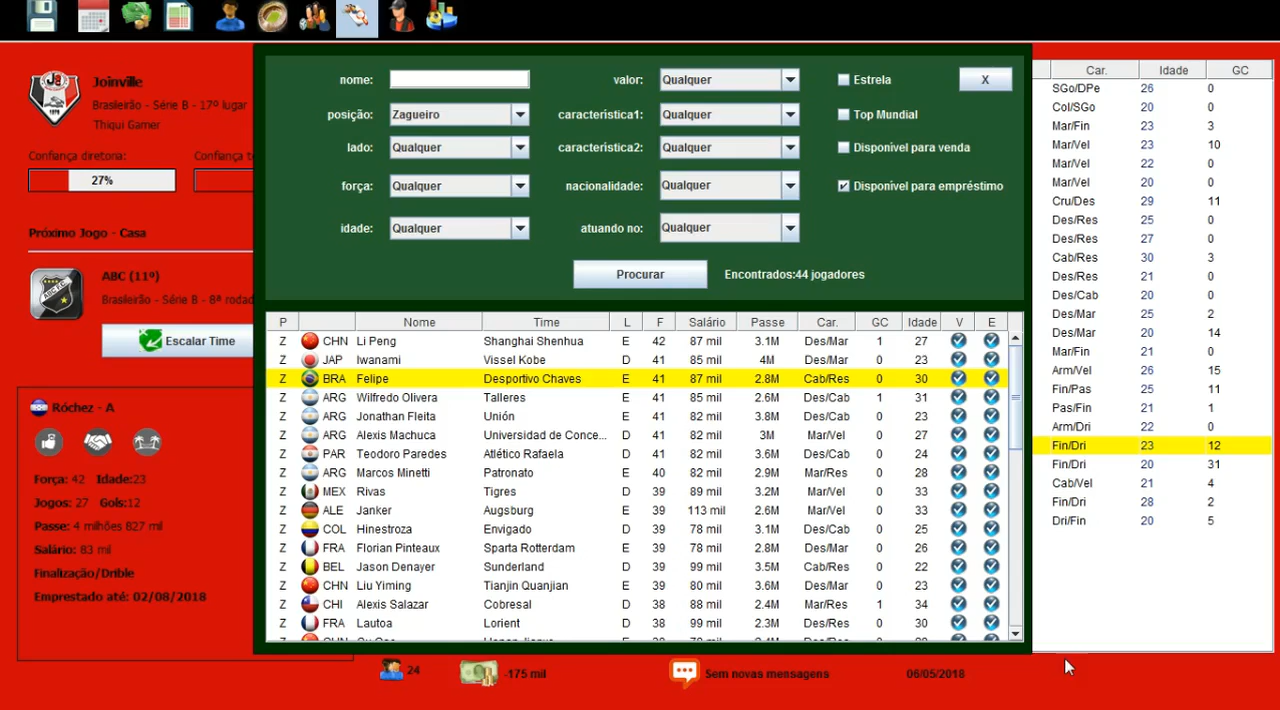 Joinville
Brasileirão - Série B - 17º lugar
Thiqui Gamer
Confiança diretoria:
Confiança t
27%
Próximo Jogo - Casa
ABC (11º)
Brasileirão - Série B - 8ª rodad
Escalar Time
Róchez - A
Força: 42 Idade:23
Jogos: 27 Gols:12
Passe: 4 milhões 827 mil
Salário: 83 mil
Finalização/Drible
Emprestado até: 02/08/2018
nome: valor: Qualquer Estrela X
posição: Zagueiro característica1: Qualquer Top Mundial
lado: Qualquer característica2: Qualquer Disponível para venda
força: Qualquer nacionalidade: Qualquer Disponível para empréstimo
idade: Qualquer atuando no: Qualquer
Procurar Encontrados:44 jogadores
P Nome Time L F Salário Passe Car. GC Idade V E
Z CHN Li Peng Shanghai Shenhua E 42 87 mil 3.1M Des/Mar 1 27
Z JAP Iwanami Vissel Kobe D 41 85 mil 4M Des/Res 0 23
Z BRA Felipe Desportivo Chaves E 41 87 mil 2.8M Cab/Res 0 30
Z ARG Wilfredo Olivera Talleres E 41 85 mil 2.6M Des/Cab 1 31
Z ARG Jonathan Fleita Unión E 41 82 mil 3.8M Des/Cab 0 23
Z ARG Alexis Machuca Universidad de Conce... D 41 82 mil 3M Mar/Vel 0 27
Z PAR Teodoro Paredes Atlético Rafaela D 41 82 mil 3.6M Des/Cab 0 24
Z ARG Marcos Minetti Patronato E 40 82 mil 2.9M Mar/Res 0 28
Z MEX Rivas Tigres D 39 89 mil 3.2M Mar/Vel 0 33
Z ALE Janker Augsburg E 39 113 mil 2.6M Mar/Vel 0 33
Z COL Hinestroza Envigado D 39 78 mil 3.1M Des/Cab 0 25
Z FRA Florian Pinteaux Sparta Rotterdam E 39 78 mil 2.8M Des/Mar 0 26
Z BEL Jason Denayer Sunderland D 39 99 mil 3.5M Cab/Res 0 22
Z CHN Liu Yiming Tianjin Quanjian E 39 80 mil 3.6M Des/Mar 0 23
Z CHI Alexis Salazar Cobresal D 38 88 mil 2.4M Mar/Res 1 34
Z FRA Lautoa Lorient D 38 99 mil 2.3M Des/Res 0 30
Car. Idade GC
SGo/DPe 26 0
Col/SGo 20 0
Mar/Fin 23 3
Mar/Vel 23 10
Mar/Vel 22 0
Mar/Vel 20 0
Cru/Des 29 11
Des/Res 25 0
Des/Res 27 0
Cab/Res 30 3
Des/Res 21 0
Des/Cab 20 0
Des/Mar 25 2
Des/Mar 20 14
Mar/Fin 21 0
Arm/Vel 26 15
Fin/Pas 25 11
Pas/Fin 21 1
Arm/Dri 22 0
Fin/Dri 23 12
Fin/Dri 20 31
Cab/Vel 21 4
Fin/Dri 28 2
Dri/Fin 20 5
24 -175 mil Sem novas mensagens 06/05/2018